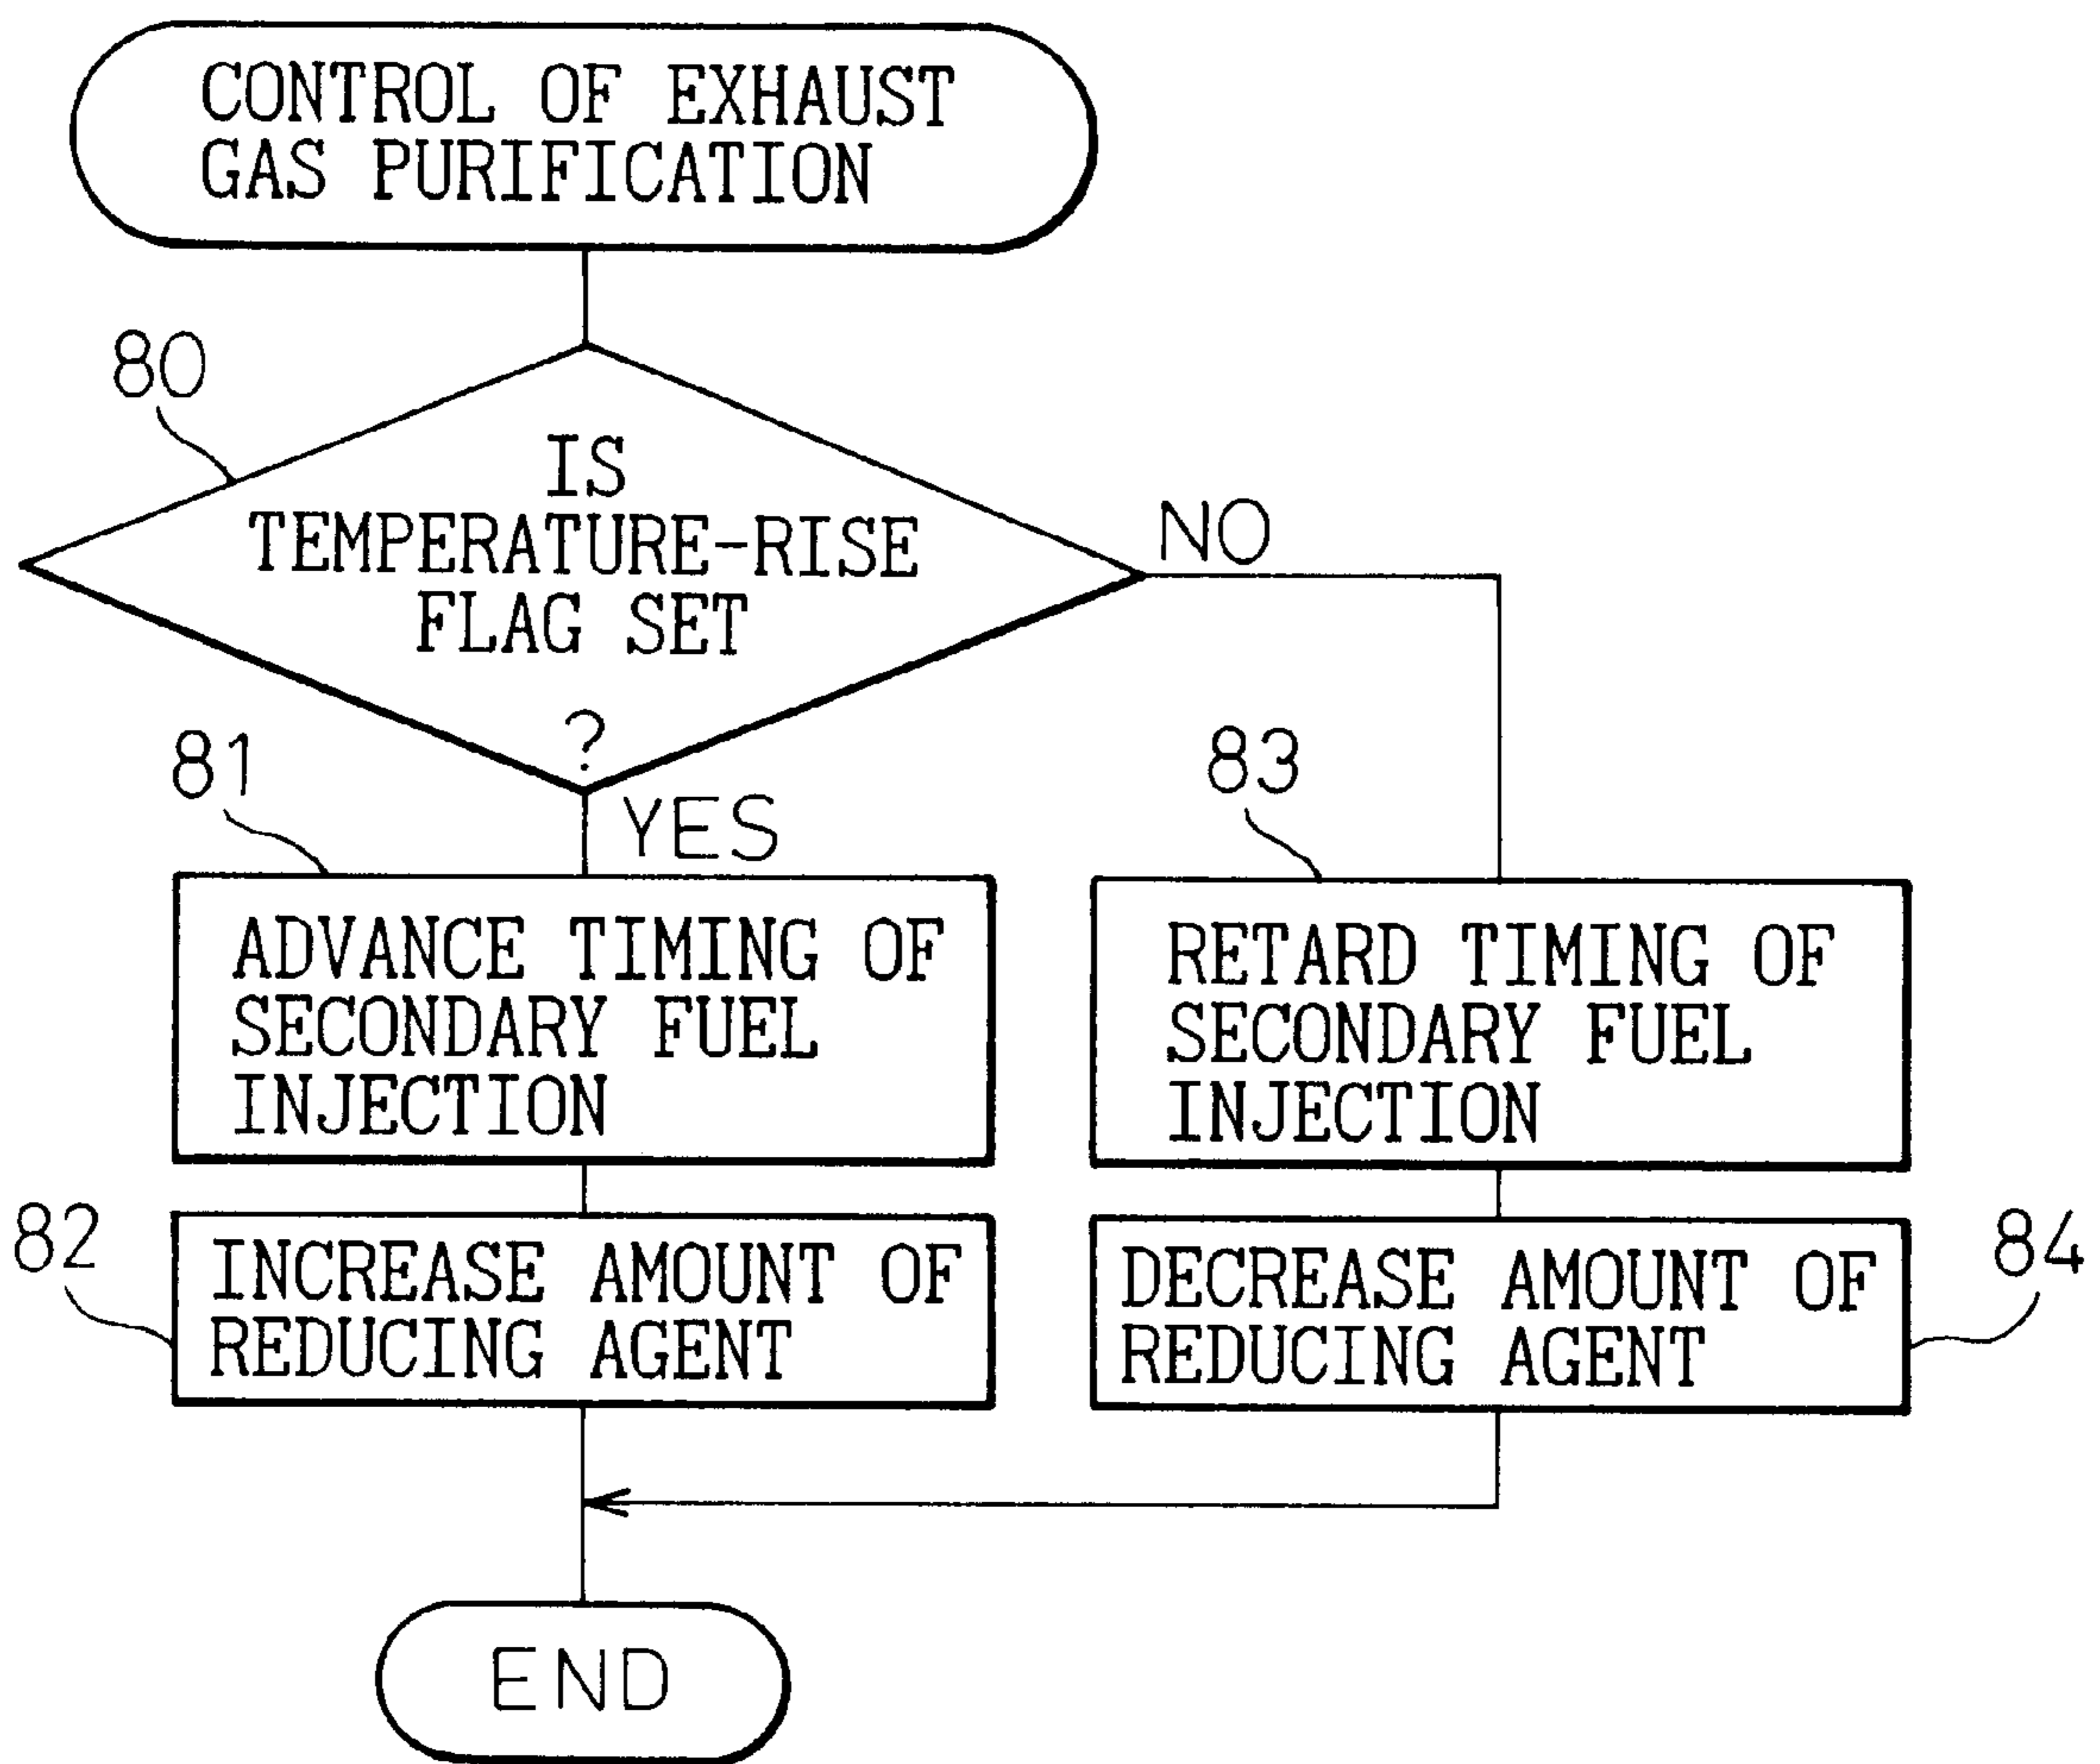 CONTROL OF EXHAUST
GAS PURIFICATION
80
IS
TEMPERATURE-RISE
FLAG SET
?
NO
YES
81
ADVANCE TIMING OF
SECONDARY FUEL
INJECTION
83
RETARD TIMING OF
SECONDARY FUEL
INJECTION
82
INCREASE AMOUNT OF
REDUCING AGENT
84
DECREASE AMOUNT OF
REDUCING AGENT
END